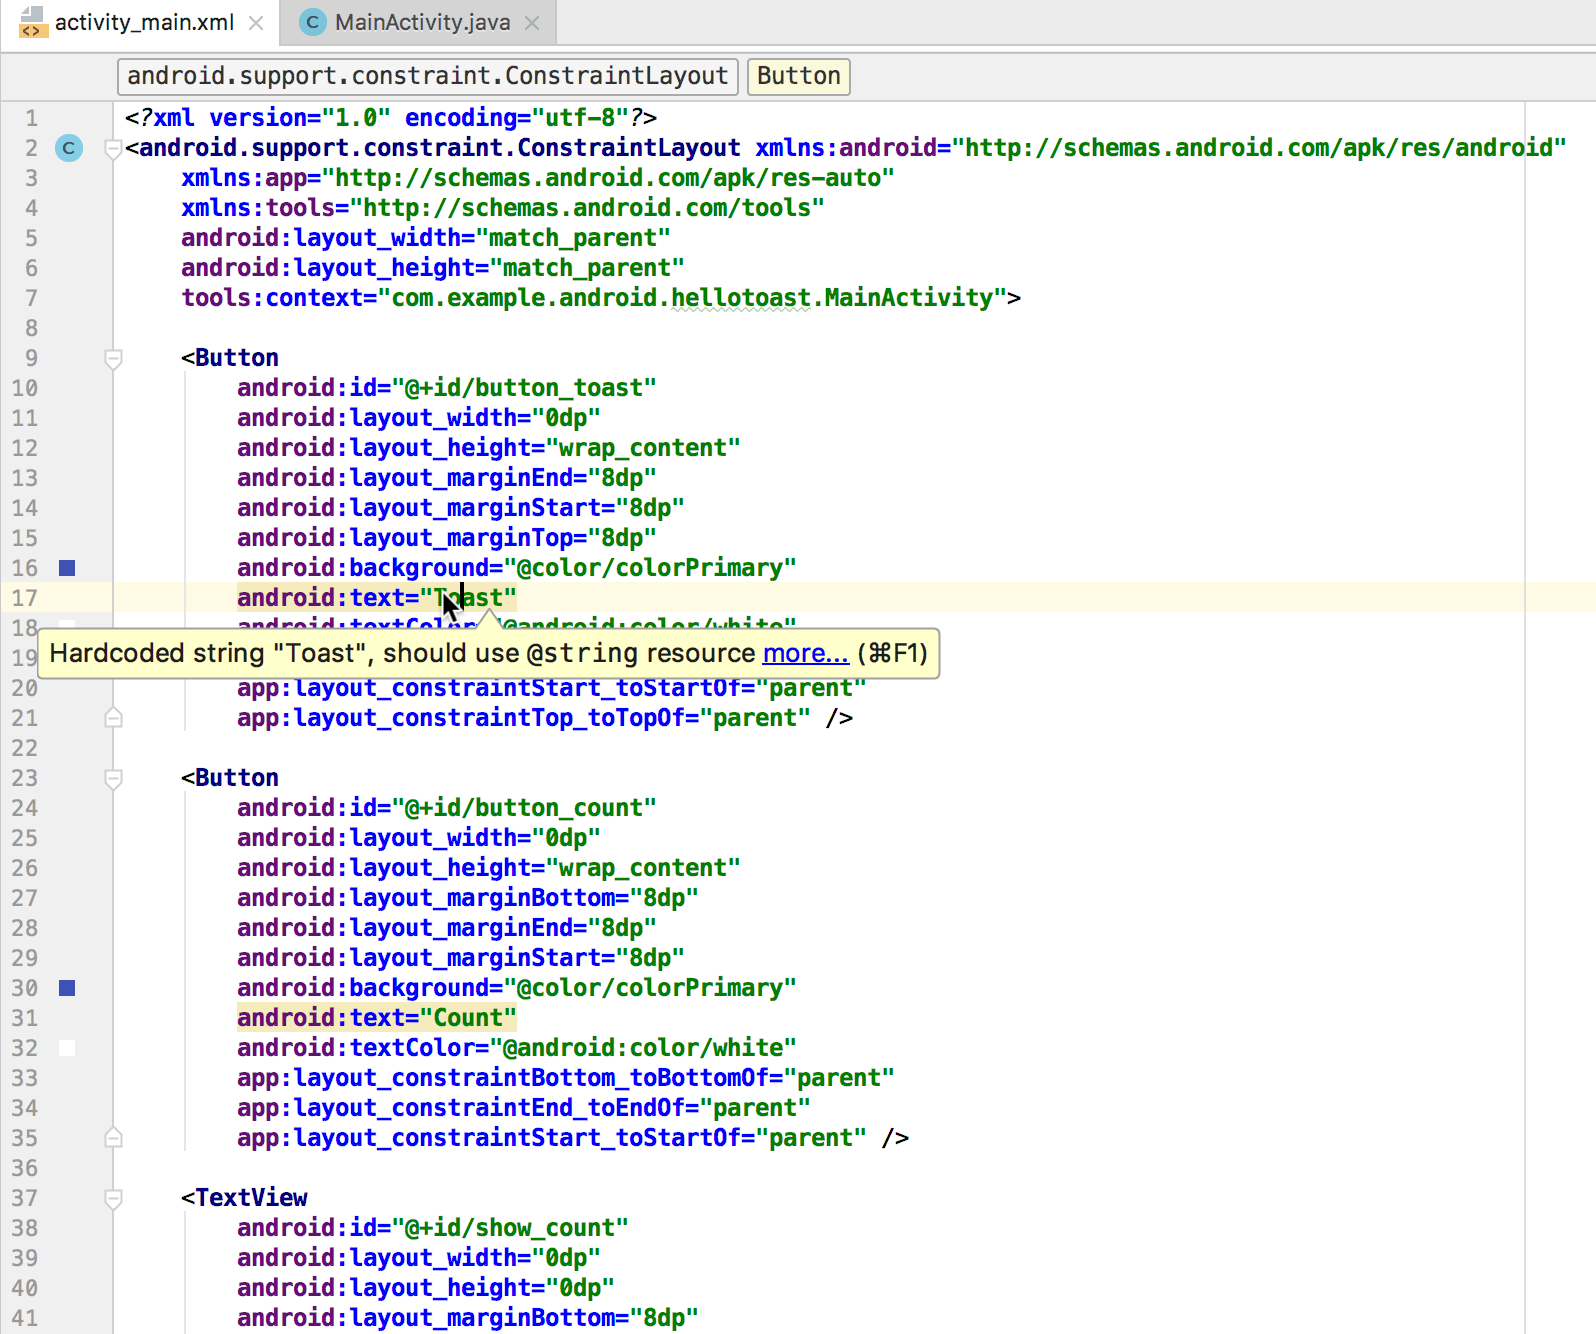 activity_main.xml MainActivity.java
android.support.constraint.ConstraintLayout Button
1 <?xml version="1.0" encoding="utf-8"?>
2 C <android.support.constraint.ConstraintLayout xmlns:android="http://schemas.android.com/apk/res/android"
3 xmlns:app="http://schemas.android.com/apk/res-auto"
4 xmlns:tools="http://schemas.android.com/tools"
5 android:layout_width="match_parent"
6 android:layout_height="match_parent"
7 tools:context="com.example.android.hellotoast.MainActivity">
8
9 <Button
10 android:id="@+id/button_toast"
11 android:layout_width="0dp"
12 android:layout_height="wrap_content"
13 android:layout_marginEnd="8dp"
14 android:layout_marginStart="8dp"
15 android:layout_marginTop="8dp"
16 android:background="@color/colorPrimary"
17 android:text="Toast"
18 android:textColor="@android:color/white"
19 Hardcoded string "Toast", should use @string resource more... (⌘F1)
20 app:layout_constraintStart_toStartOf="parent"
21 app:layout_constraintTop_toTopOf="parent" />
22
23 <Button
24 android:id="@+id/button_count"
25 android:layout_width="0dp"
26 android:layout_height="wrap_content"
27 android:layout_marginBottom="8dp"
28 android:layout_marginEnd="8dp"
29 android:layout_marginStart="8dp"
30 android:background="@color/colorPrimary"
31 android:text="Count"
32 android:textColor="@android:color/white"
33 app:layout_constraintBottom_toBottomOf="parent"
34 app:layout_constraintEnd_toEndOf="parent"
35 app:layout_constraintStart_toStartOf="parent" />
36
37 <TextView
38 android:id="@+id/show_count"
39 android:layout_width="0dp"
40 android:layout_height="0dp"
41 android:layout_marginBottom="8dp"